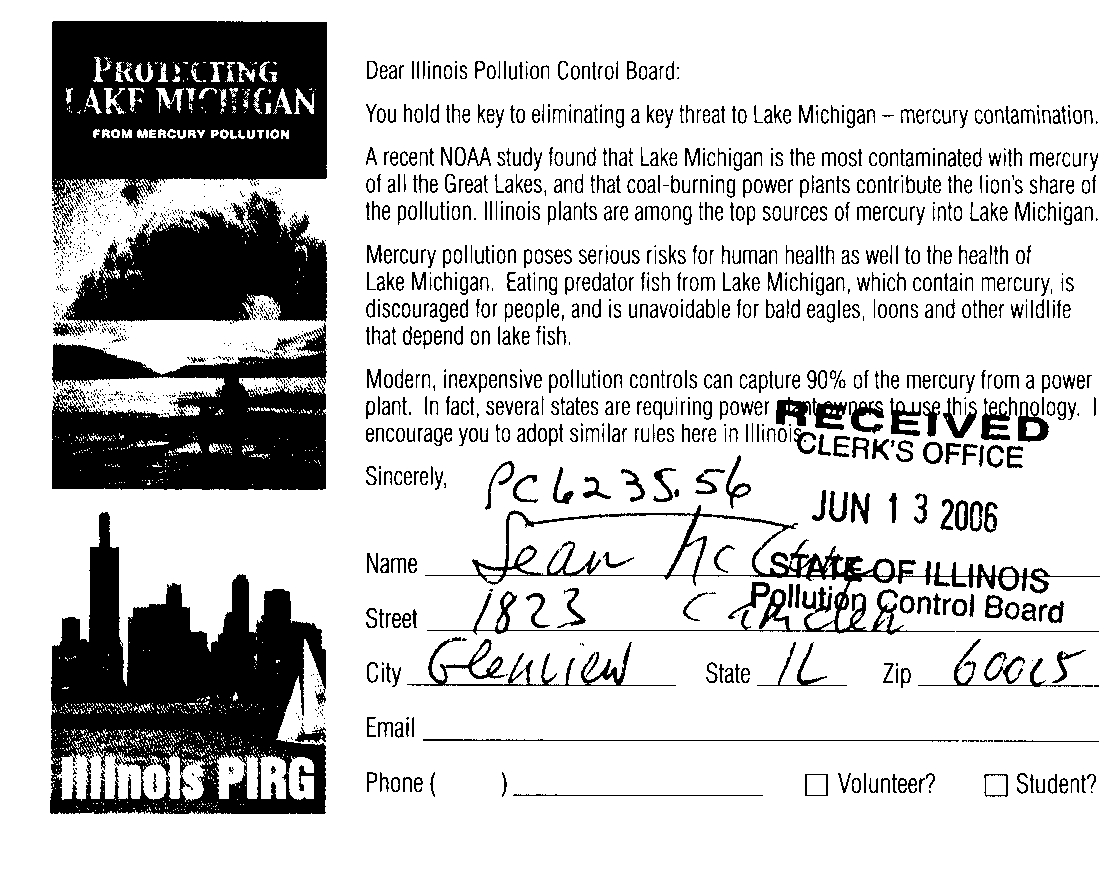 PROTECTING
LAKE MICHIGAN
FROM MERCURY POLLUTION
Illinois PIRG
Dear Illinois Pollution Control Board:
You hold the key to eliminating a key threat to Lake Michigan – mercury contamination.
A recent NOAA study found that Lake Michigan is the most contaminated with mercury
of all the Great Lakes, and that coal-burning power plants contribute the lion's share of
the pollution. Illinois plants are among the top sources of mercury into Lake Michigan.
Mercury pollution poses serious risks for human health as well to the health of
Lake Michigan. Eating predator fish from Lake Michigan, which contain mercury, is
discouraged for people, and is unavoidable for bald eagles, loons and other wildlife
that depend on lake fish.
Modern, inexpensive pollution controls can capture 90% of the mercury from a power
plant. In fact, several states are requiring power plant owners to use this technology. I
encourage you to adopt similar rules here in Illinois.
RECEIVED
CLERK'S OFFICE
JUN 13 2006
STATE OF ILLINOIS
Pollution Control Board
Sincerely,
PC6235.56
Name Sean
Street 1823
City Glenview State IL Zip 60025
Email
Phone ( )
Volunteer? Student?